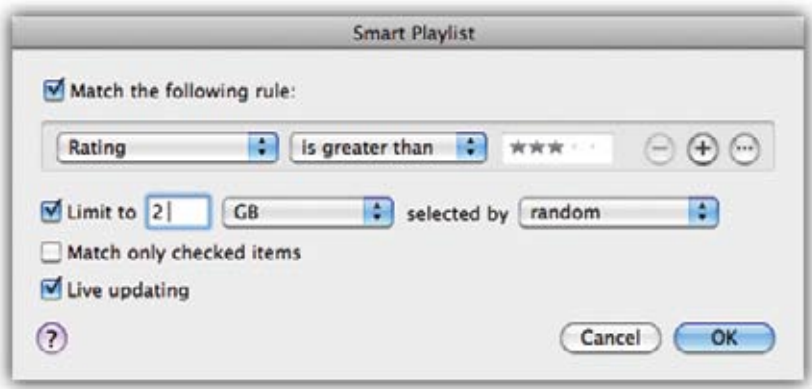 Smart Playlist
Match the following rule:
Rating is greater than ★★★
Limit to 2 GB selected by random
Match only checked items
Live updating
? Cancel OK